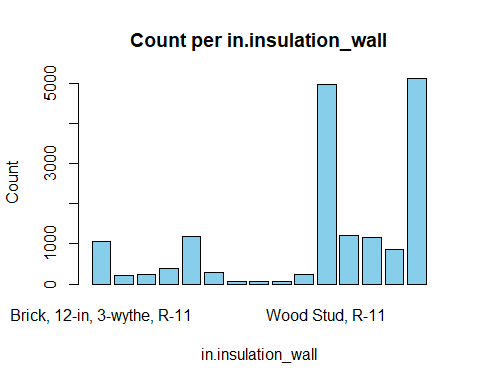 Count per in.insulation_wall
Count
5000
3000
1000
0
Brick, 12-in, 3-wythe, R-11
Wood Stud, R-11
in.insulation_wall